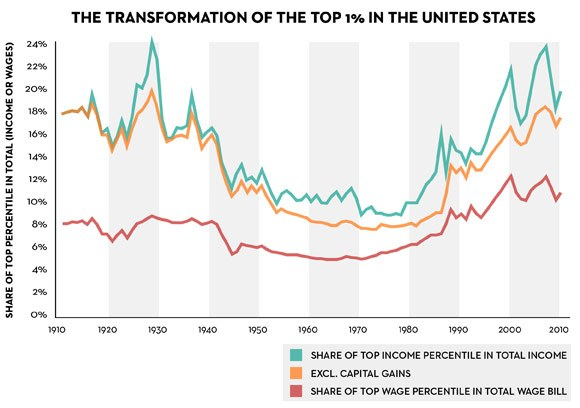 THE TRANSFORMATION OF THE TOP 1% IN THE UNITED STATES
SHARE OF TOP PERCENTILE IN TOTAL (INCOME OR WAGES)
24%
22%
20%
18%
16%
14%
12%
10%
8%
6%
4%
2%
0%
1910 1920 1930 1940 1950 1960 1970 1980 1990 2000 2010
SHARE OF TOP INCOME PERCENTILE IN TOTAL INCOME
EXCL. CAPITAL GAINS
SHARE OF TOP WAGE PERCENTILE IN TOTAL WAGE BILL